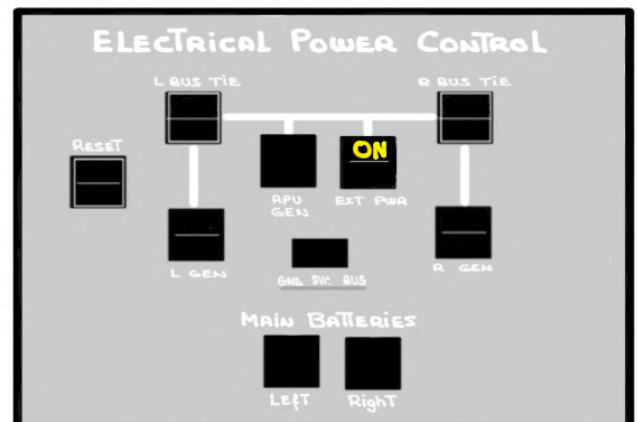 ELECTRICAL POWER CONTROL
L BUS TIE
R BUS TIE
RESET
ON
APU
GEN
EXT PWR
L GEN
R GEN
GND SVC BUS
MAIN BATTERIES
LEFT
RighT